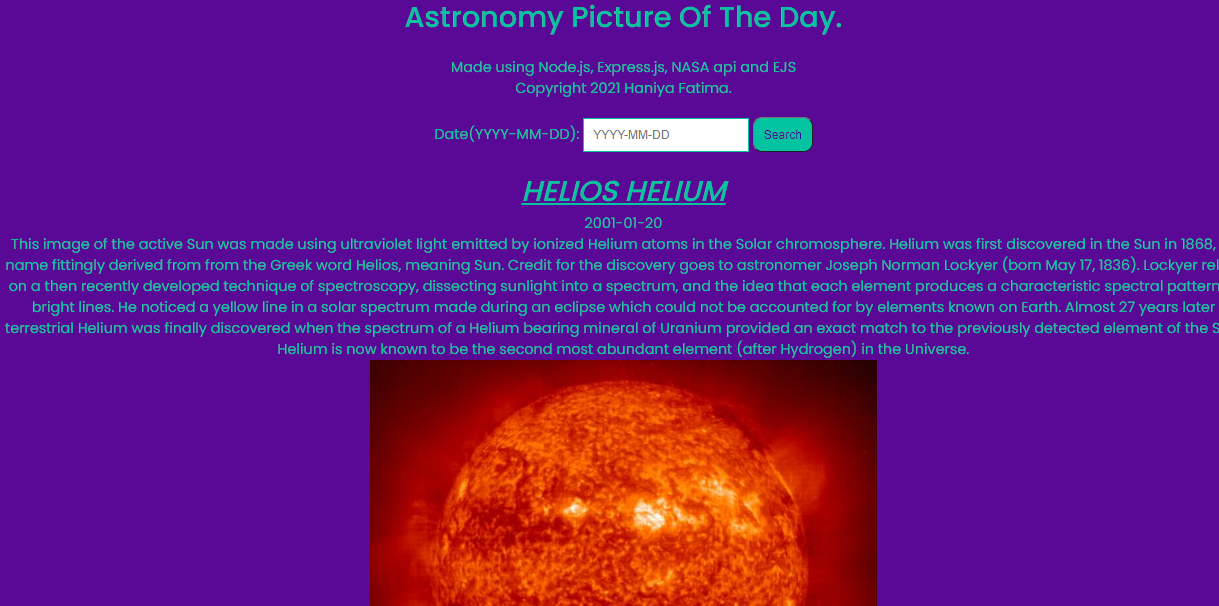 Astronomy Picture Of The Day.
Made using Node.js, Express.js, NASA api and EJS
Copyright 2021 Haniya Fatima.
Date(YYYY-MM-DD): YYYY-MM-DD Search
HELIOS HELIUM
2001-01-20
This image of the active Sun was made using ultraviolet light emitted by ionized Helium atoms in the Solar chromosphere. Helium was first discovered in the Sun in 1868,
name fittingly derived from from the Greek word Helios, meaning Sun. Credit for the discovery goes to astronomer Joseph Norman Lockyer (born May 17, 1836). Lockyer
on a then recently developed technique of spectroscopy, dissecting sunlight into a spectrum, and the idea that each element produces a characteristic spectral pattern
bright lines. He noticed a yellow line in a solar spectrum made during an eclipse which could not be accounted for by elements known on Earth. Almost 27 years later
terrestrial Helium was finally discovered when the spectrum of a Helium bearing mineral of Uranium provided an exact match to the previously detected element of the
Helium is now known to be the second most abundant element (after Hydrogen) in the Universe.